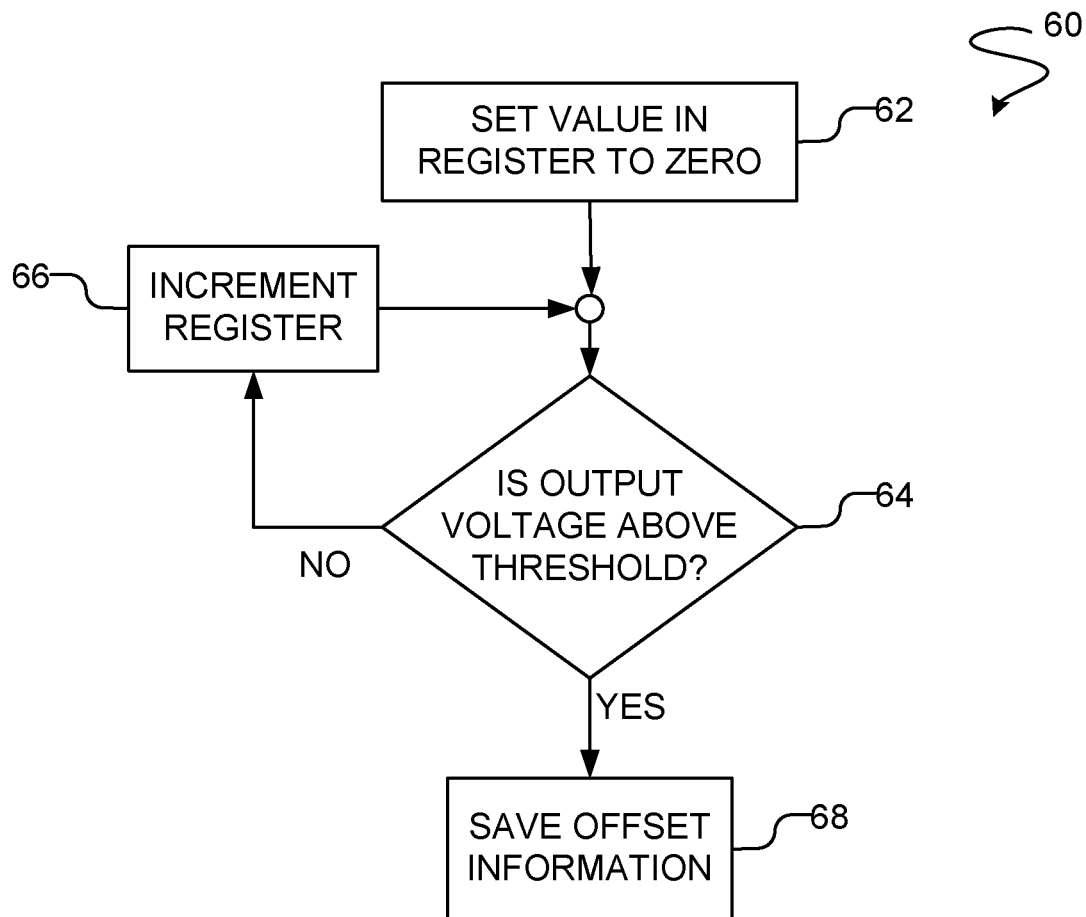 60
SET VALUE IN
REGISTER TO ZERO
62
66
INCREMENT
REGISTER
IS OUTPUT
VOLTAGE ABOVE
THRESHOLD?
64
NO
YES
SAVE OFFSET
INFORMATION
68